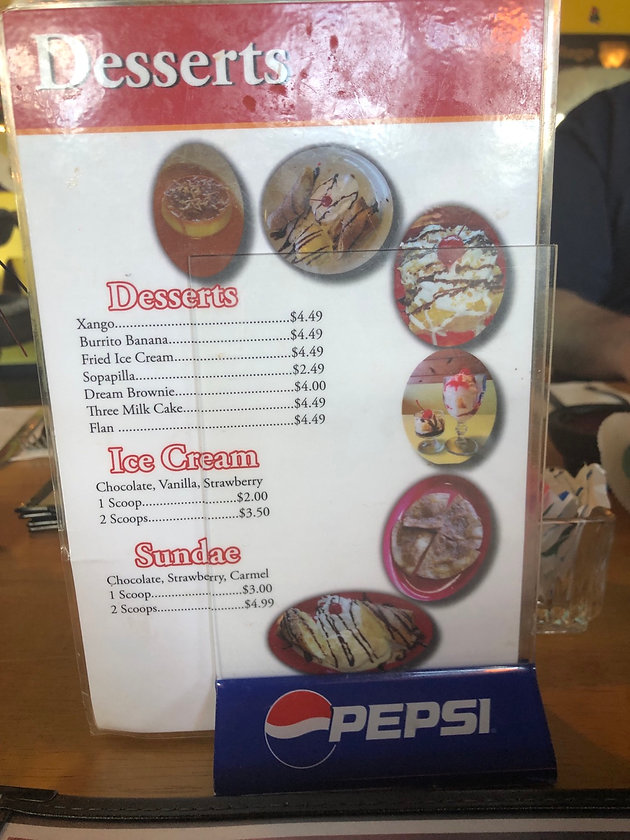 Desserts
Desserts
Xango..........................................$4.49
Burrito Banana..............................$4.49
Fried Ice Cream............................$4.49
Sopapilla.......................................$2.49
Dream Brownie.............................$4.00
Three Milk Cake...........................$4.49
Flan ..............................................$4.49
Ice Cream
Chocolate, Vanilla, Strawberry
1 Scoop.......................$2.00
2 Scoops......................$3.50
Sundae
Chocolate, Strawberry, Carmel
1 Scoop.......................$3.00
2 Scoops......................$4.99
PEPSI